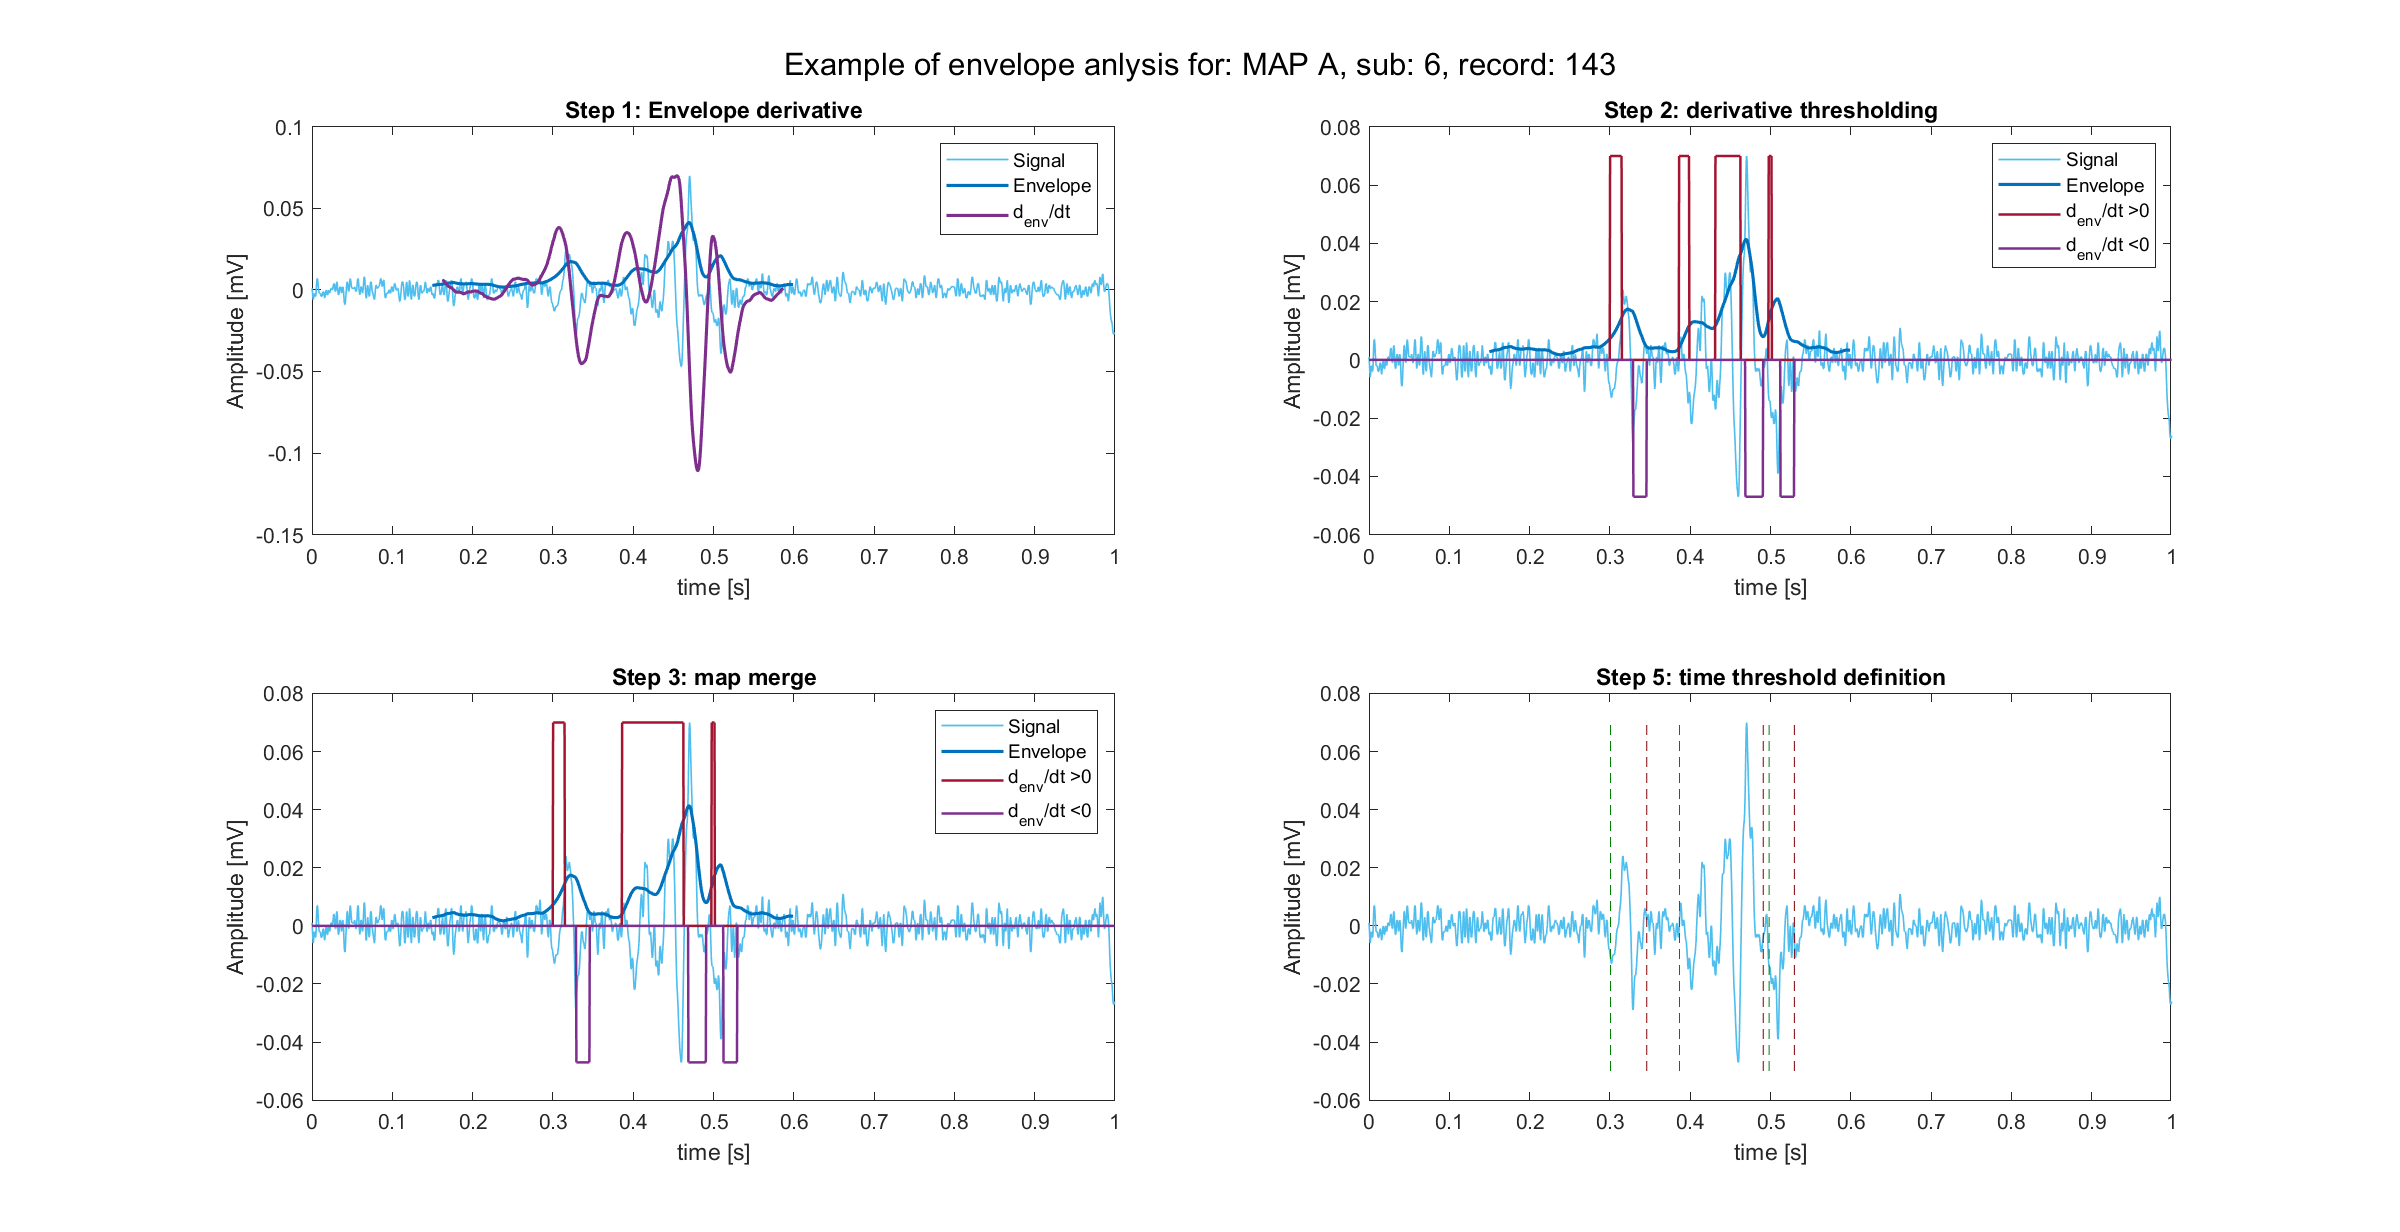 Example of envelope anlysis for: MAP A, sub: 6, record: 143
Step 1: Envelope derivative
0.1
0.05
0
-0.05
-0.1
-0.15
Amplitude [mV]
0 0.1 0.2 0.3 0.4 0.5 0.6 0.7 0.8 0.9 1
time [s]
Signal
Envelope
d_env/dt
Step 2: derivative thresholding
0.08
0.06
0.04
0.02
0
-0.02
-0.04
-0.06
Amplitude [mV]
0 0.1 0.2 0.3 0.4 0.5 0.6 0.7 0.8 0.9 1
time [s]
Signal
Envelope
d_env/dt >0
d_env/dt <0
Step 3: map merge
0.08
0.06
0.04
0.02
0
-0.02
-0.04
-0.06
Amplitude [mV]
0 0.1 0.2 0.3 0.4 0.5 0.6 0.7 0.8 0.9 1
time [s]
Signal
Envelope
d_env/dt >0
d_env/dt <0
Step 5: time threshold definition
0.08
0.06
0.04
0.02
0
-0.02
-0.04
-0.06
Amplitude [mV]
0 0.1 0.2 0.3 0.4 0.5 0.6 0.7 0.8 0.9 1
time [s]